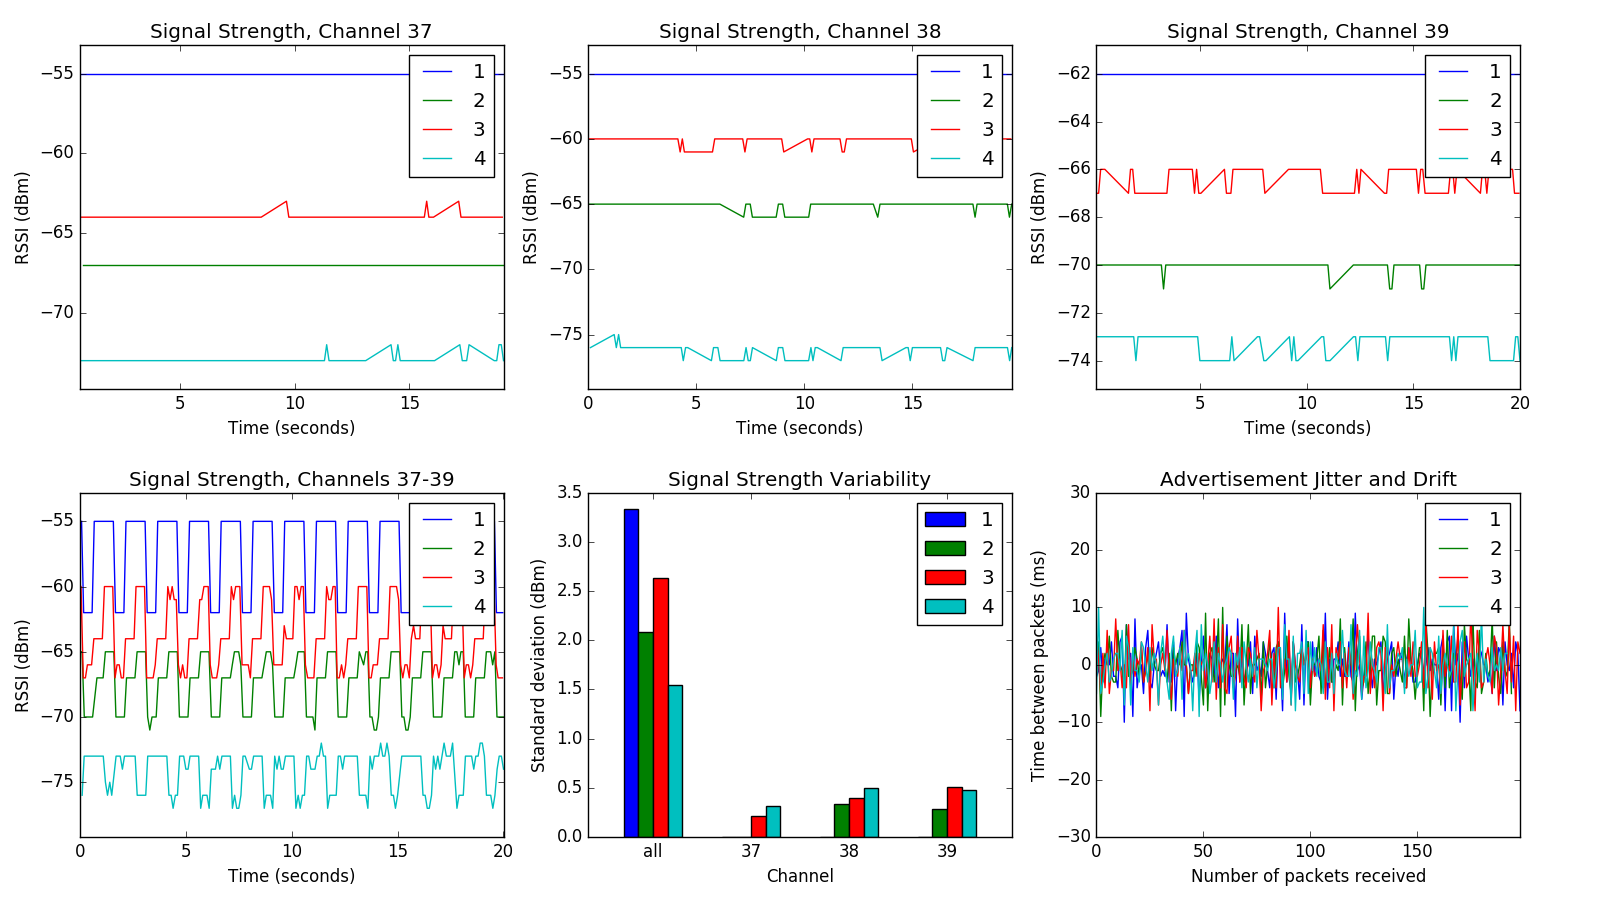 Signal Strength, Channel 37
RSSI (dBm)
−55
−60
−65
−70
5 10 15
Time (seconds)
1
2
3
4
Signal Strength, Channel 38
RSSI (dBm)
−55
−60
−65
−70
−75
0 5 10 15
Time (seconds)
1
2
3
4
Signal Strength, Channel 39
RSSI (dBm)
−62
−64
−66
−68
−70
−72
−74
5 10 15 20
Time (seconds)
1
2
3
4
Signal Strength, Channels 37-39
RSSI (dBm)
−55
−60
−65
−70
−75
0 5 10 15 20
Time (seconds)
1
2
3
4
Signal Strength Variability
Standard deviation (dBm)
3.5
3.0
2.5
2.0
1.5
1.0
0.5
0.0
all 37 38 39
Channel
1
2
3
4
Advertisement Jitter and Drift
Time between packets (ms)
30
20
10
0
−10
−20
−30
0 50 100 150
Number of packets received
1
2
3
4